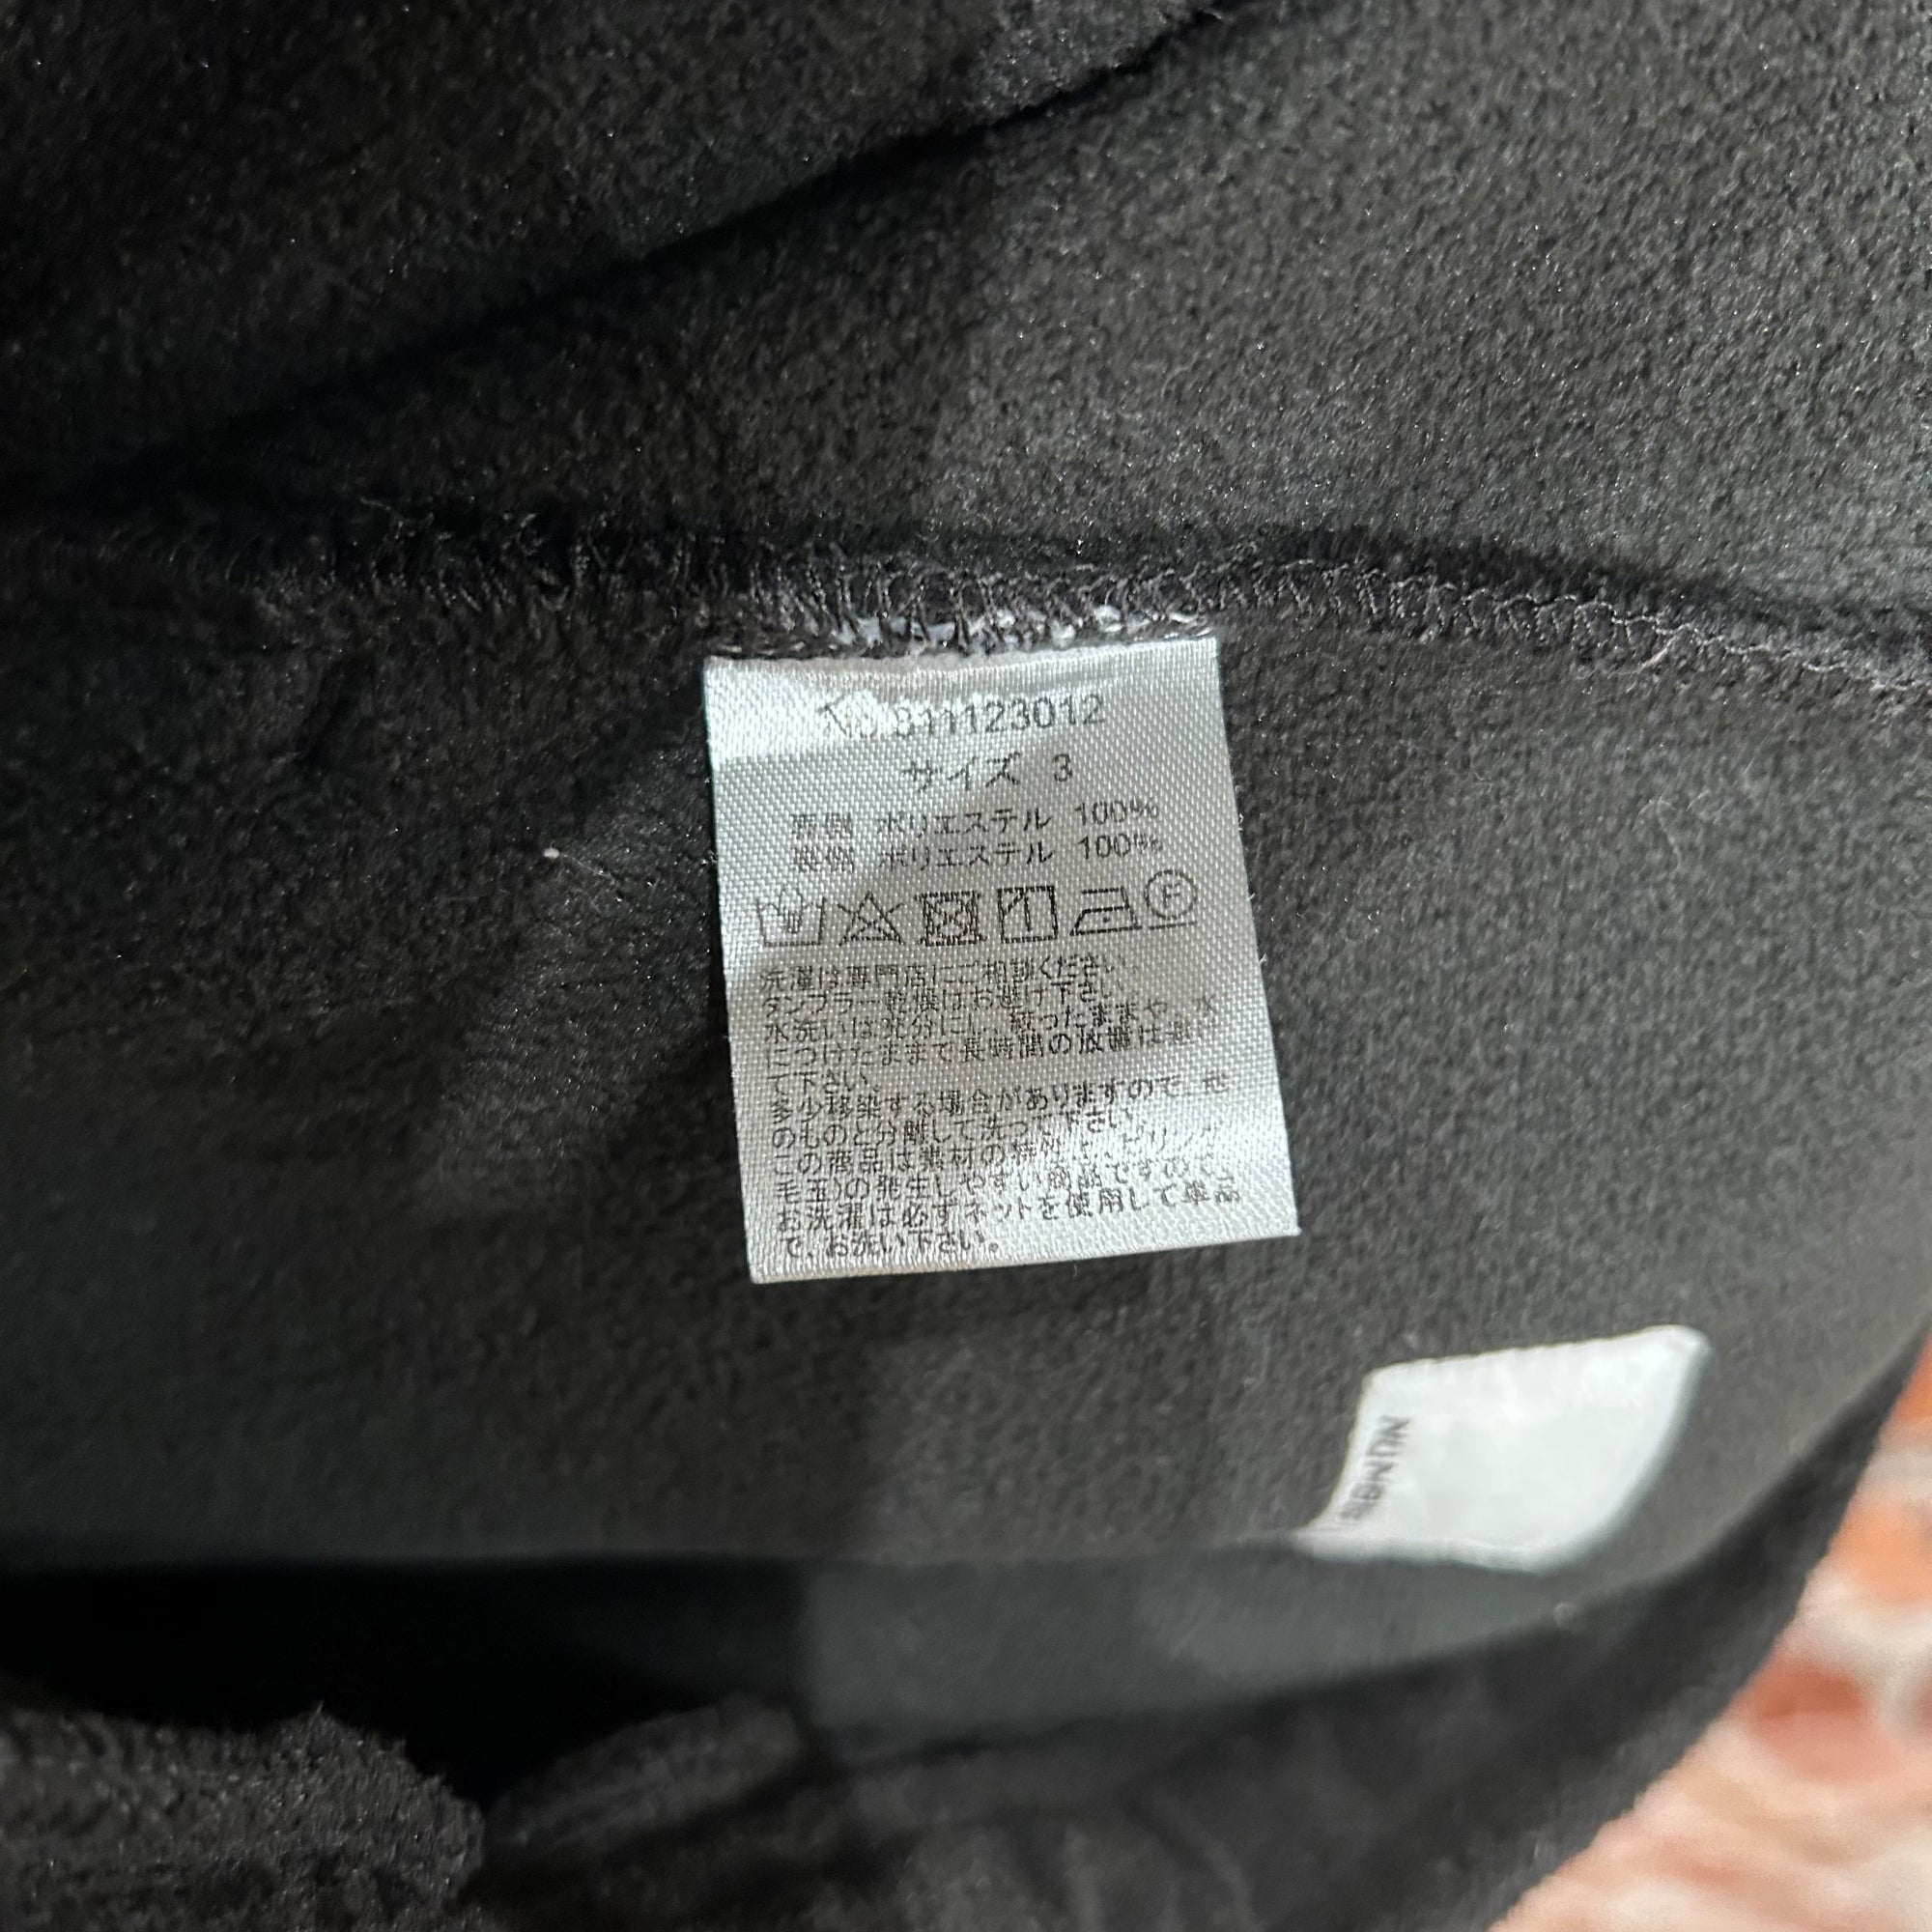 No.811123012
サイズ 3
表側 ポリエステル 100%
裏側 ポリエステル 100%
F
洗濯は専門店にご相談ください。
タンブラー乾燥はお避け下さい。
水洗いは充分にし、湿ったままや、水
につけたままで長時間の放置は避け
て下さい。
多少移染する場合がありますので、他
のものと分離して洗って下さい。
この商品は素材の特性上、ピリング(
毛玉)の発生しやすい商品ですので、
お洗濯は必ずネットを使用して単品
で、お洗い下さい。